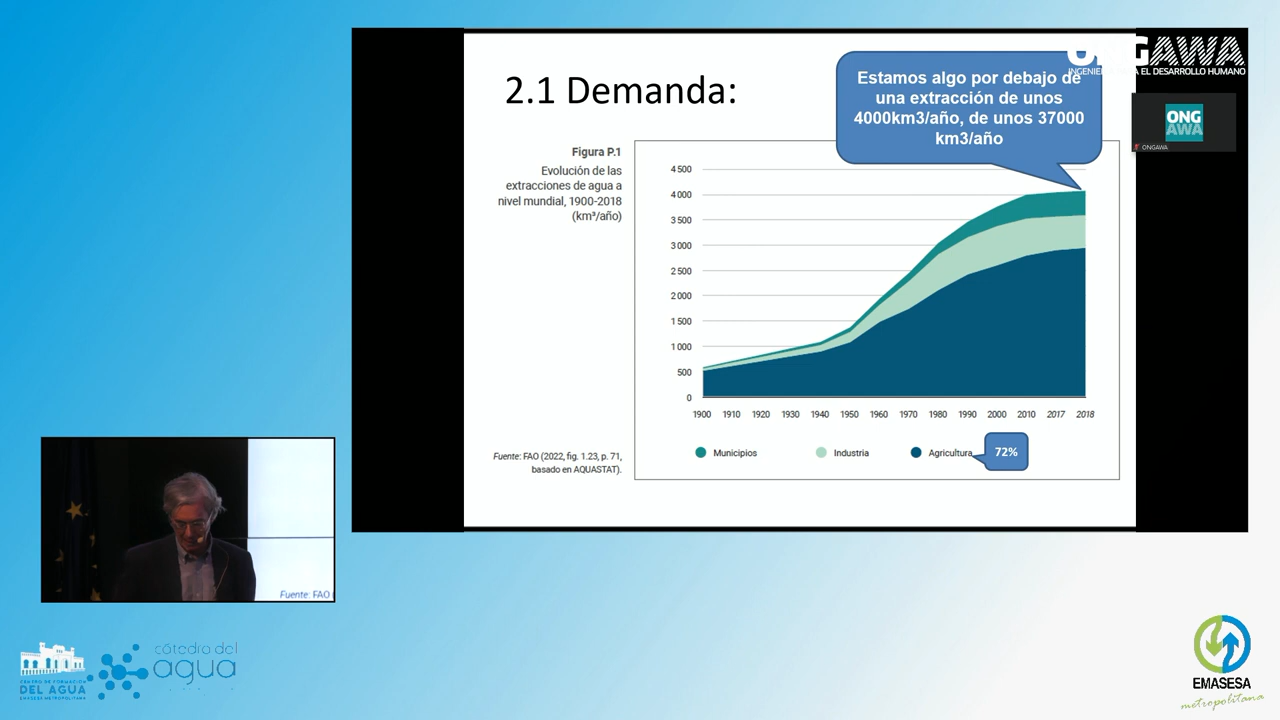 2.1 Demanda:
Estamos algo por debajo de
una extracción de unos
4000km3/año, de unos 37000
km3/año
ONGAWA
EL DESARROLLO HUMANO
ONG
AWA
ONGAWA
Figura P.1
Evolución de las
extracciones de agua a
nivel mundial, 1900-2018
(km³/año)
4 500
4 000
3 500
3 000
2 500
2 000
1 500
1 000
500
0
1900 1910 1920 1930 1940 1950 1960 1970 1980 1990 2000 2010 2017 2018
Municipios Industria Agricultura 72%
Fuente: FAO (2022, fig. 1.23, p. 71,
basado en AQUASTAT).
Fuente: FAO
CENTRO DE FORMACIÓN
DEL AGUA
EMASESA METROPOLITANA
cátedra del
agua
EMASESA
metropolitana